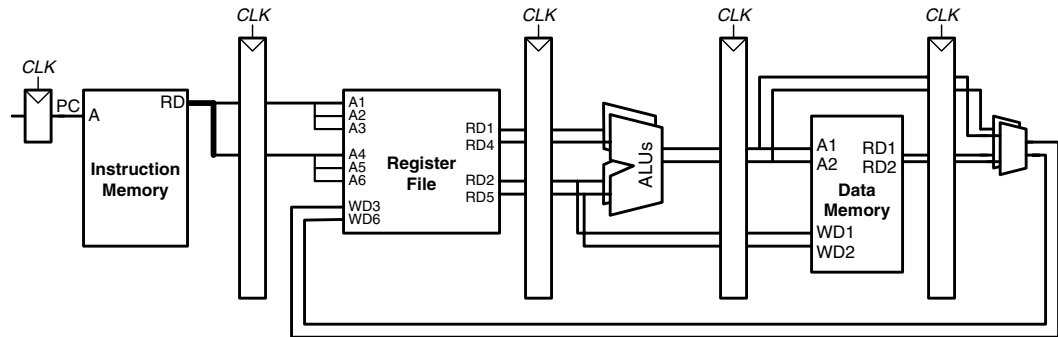 CLK
CLK
CLK
CLK
CLK
PC
A
RD
Instruction
Memory
A1
A2
A3
A4
A5
A6
WD3
WD6
Register
File
RD1
RD4
RD2
RD5
ALUs
A1
A2
RD1
RD2
Data
Memory
WD1
WD2